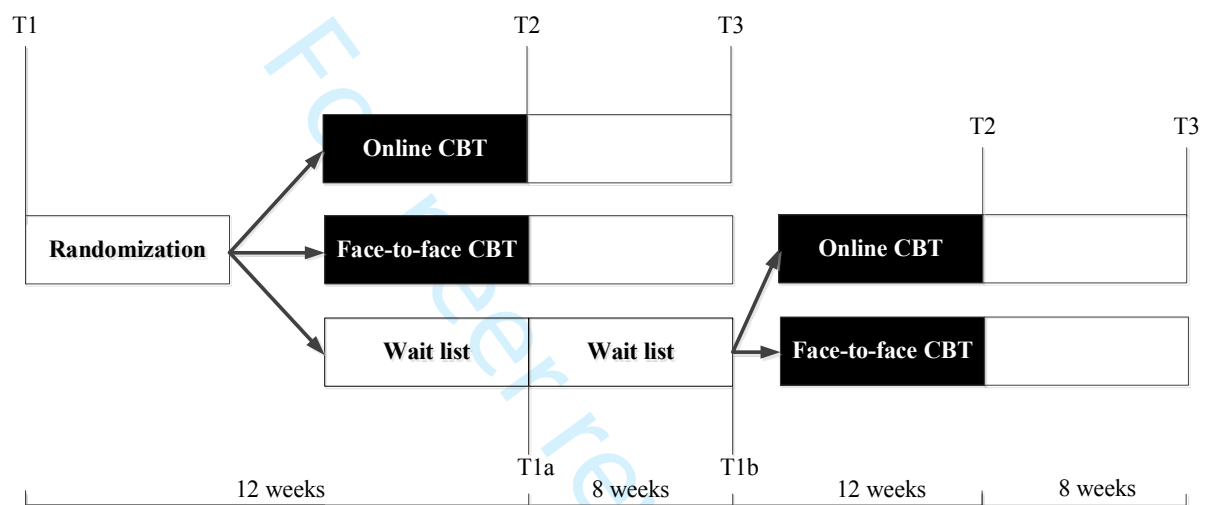 T1
T2
T3
Online CBT
T2
T3
Randomization
Face-to-face CBT
Online CBT
Wait list
Wait list
Face-to-face CBT
T1a
T1b
12 weeks
8 weeks
12 weeks
8 weeks